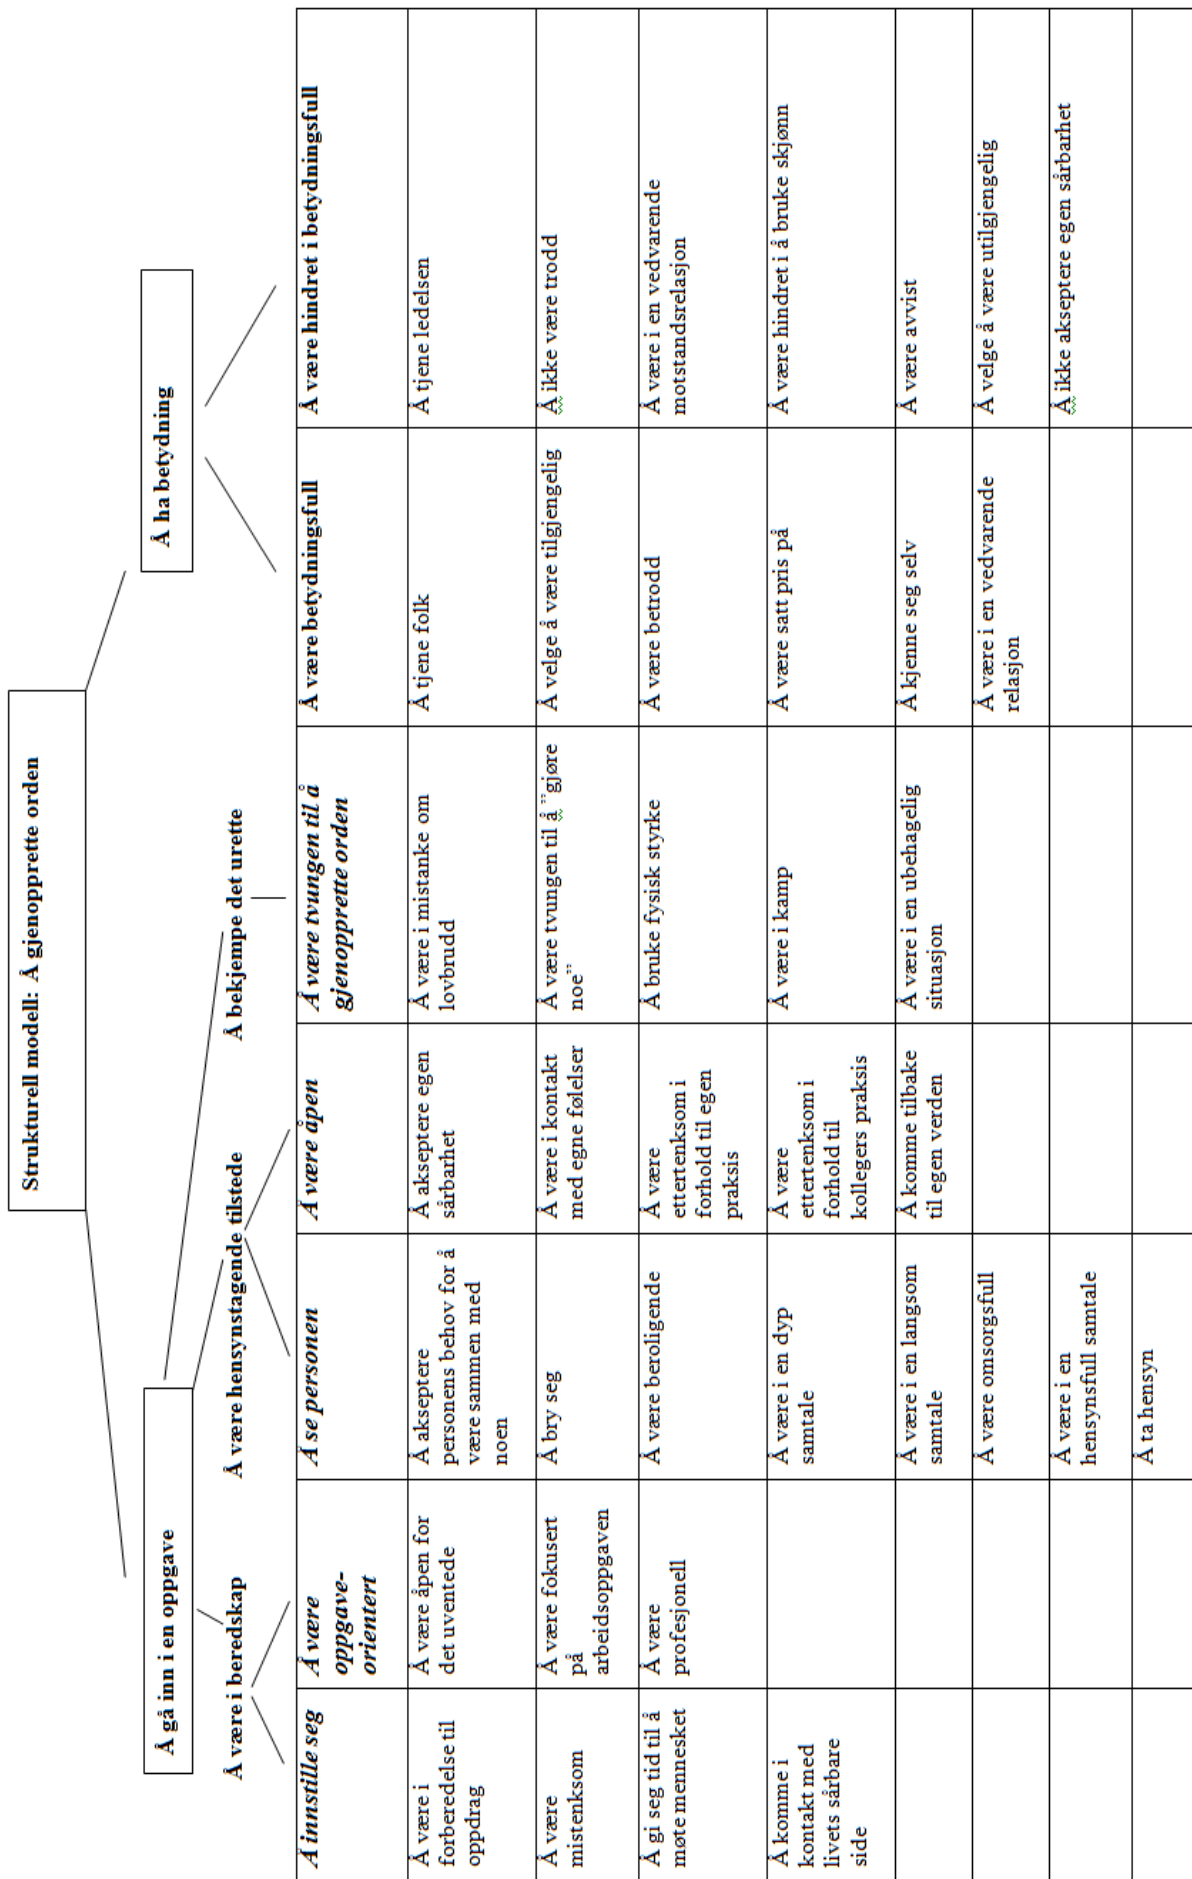 Strukturell modell: Å gjenopprette orden
Å gå inn i en oppgave
Å ha betydning
Å være i beredskap
Å være hensynstagende tilstede
Å bekjempe det urette
Å innstille seg
Å være
oppgave-
orientert
Å se personen
Å være åpen
Å være tvungen til å
gjenopprette orden
Å være betydningsfull
Å være hindret i betydningsfull
Å være i
forberedelse til
oppdrag
Å være åpen for
det uventede
Å akseptere
personens behov for å
være sammen med
noen
Å akseptere egen
sårbarhet
Å være i mistanke om
lovbrudd
Å tjene folk
Å tjene ledelsen
Å være
mistenksom
Å være fokusert
på
arbeidsoppgaven
Å bry seg
Å være i kontakt
med egne følelser
Å være tvungen til å ”gjøre
noe”
Å velge å være tilgjengelig
Å ikke være trodd
Å gi seg tid til å
møte mennesket
Å være
profesjonell
Å være beroligende
Å være
ettertenksom i
forhold til egen
praksis
Å bruke fysisk styrke
Å være betrodd
Å være i en vedvarende
motstandsrelasjon
Å komme i
kontakt med
livets sårbare
side
Å være i en dyp
samtale
Å være
ettertenksom i
forhold til
kollegers praksis
Å være i kamp
Å være satt pris på
Å være hindret i å bruke skjønn
Å være i en langsom
samtale
Å komme tilbake
til egen verden
Å være i en ubehagelig
situasjon
Å kjenne seg selv
Å være avvist
Å være omsorgsfull
Å være i en vedvarende
relasjon
Å velge å være utilgjengelig
Å være i en
hensynsfull samtale
Å ikke akseptere egen sårbarhet
Å ta hensyn